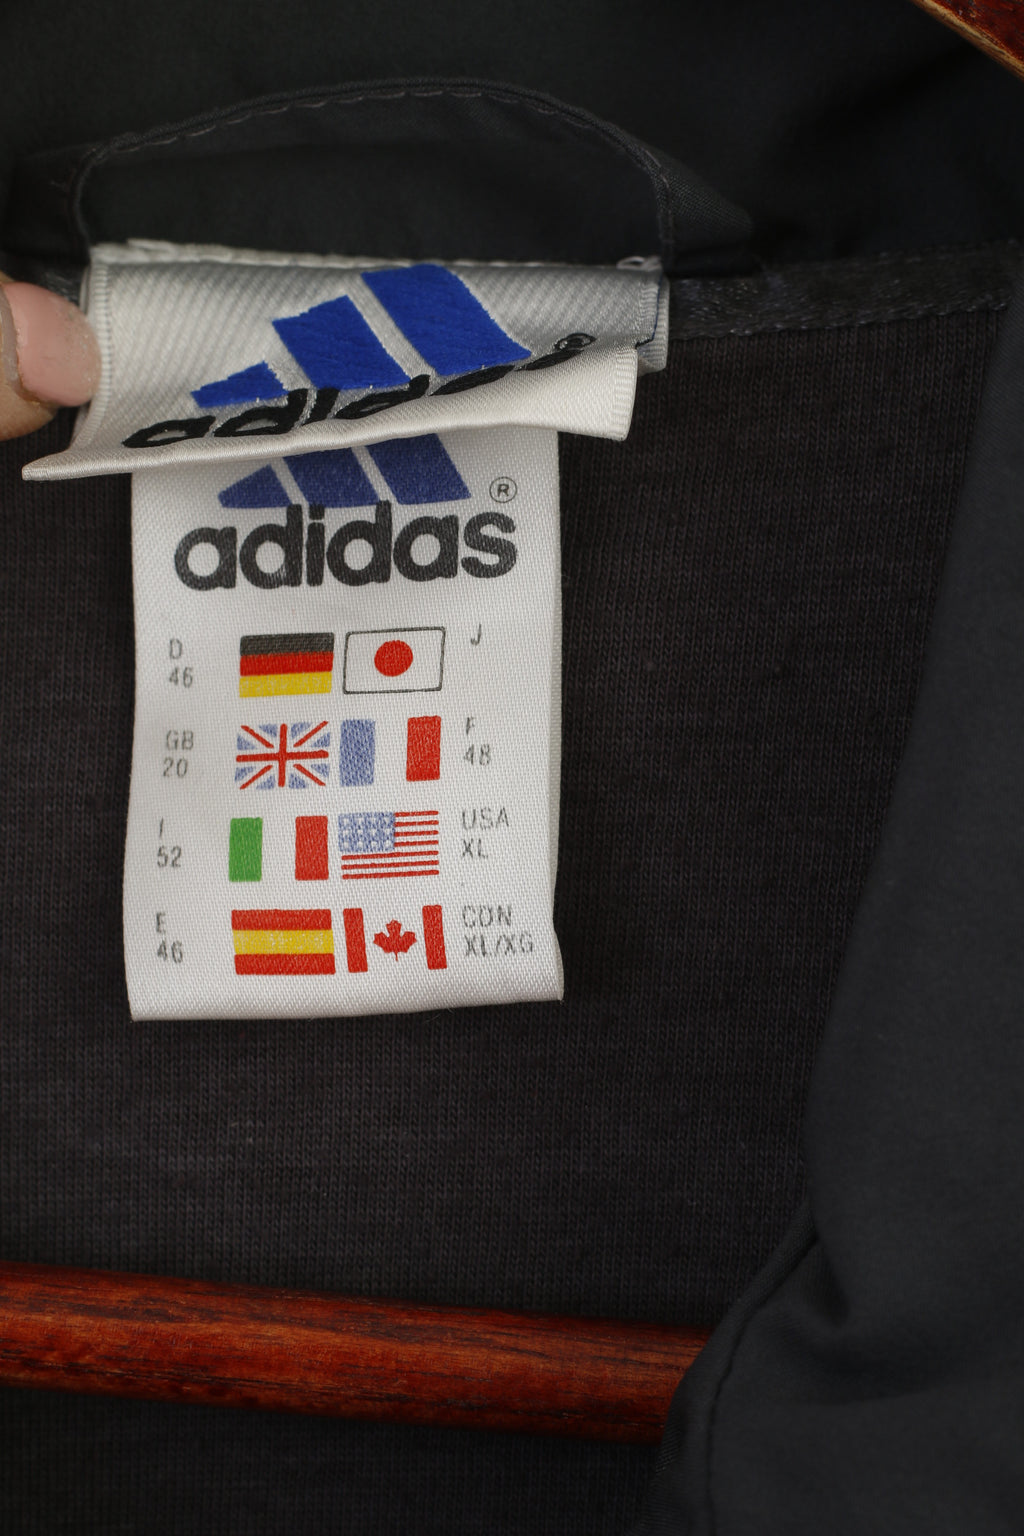 adidas®
adidas®
D
46
J
GB
20
F
48
I
52
USA
XL
E
46
CDN
XL/XG